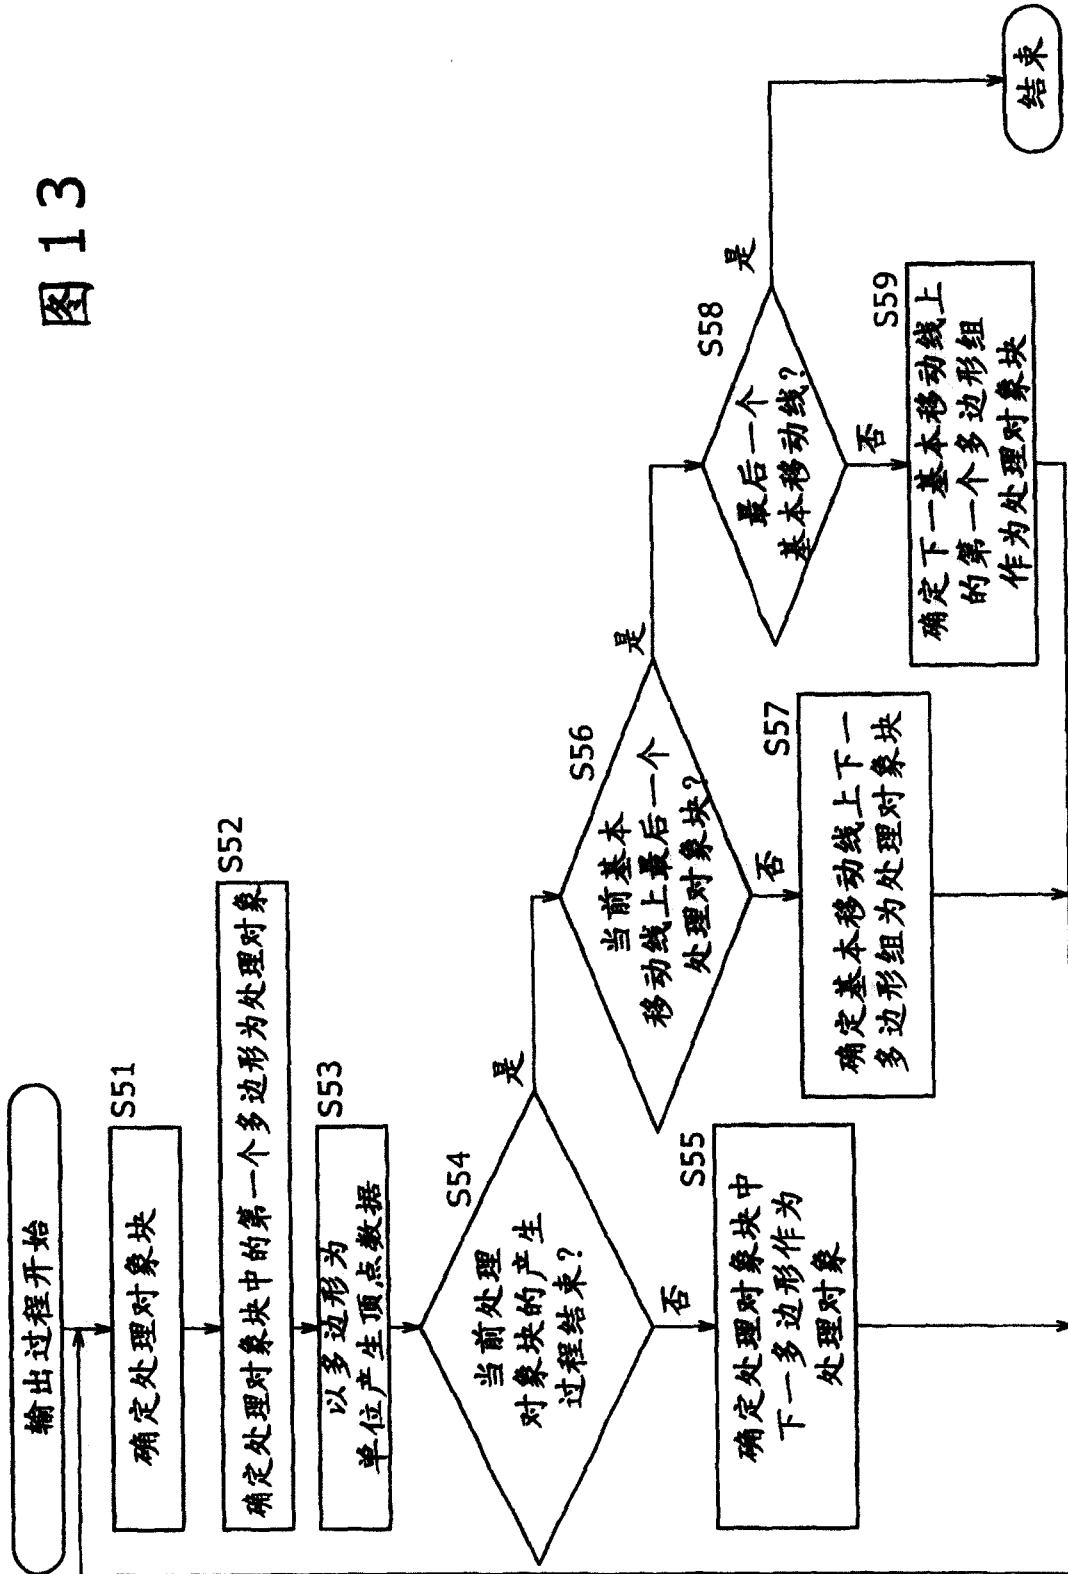 图13
输出过程开始
S51
确定处理对象块
S52
确定处理对象块中的第一个多边形为处理对象
S53
以多边形为
单位产生顶点数据
S54
当前处理
对象块的产生
过程结束?
是
否
S55
确定处理对象块中
下一多边形作为
处理对象
S56
当前基本
移动线上最后一个
处理对象块?
是
否
S57
确定基本移动线上下一
多边形组为处理对象块
S58
最后一个
基本移动线?
是
否
S59
确定下一基本移动线上
的第一个多边形组
作为处理对象块
结束